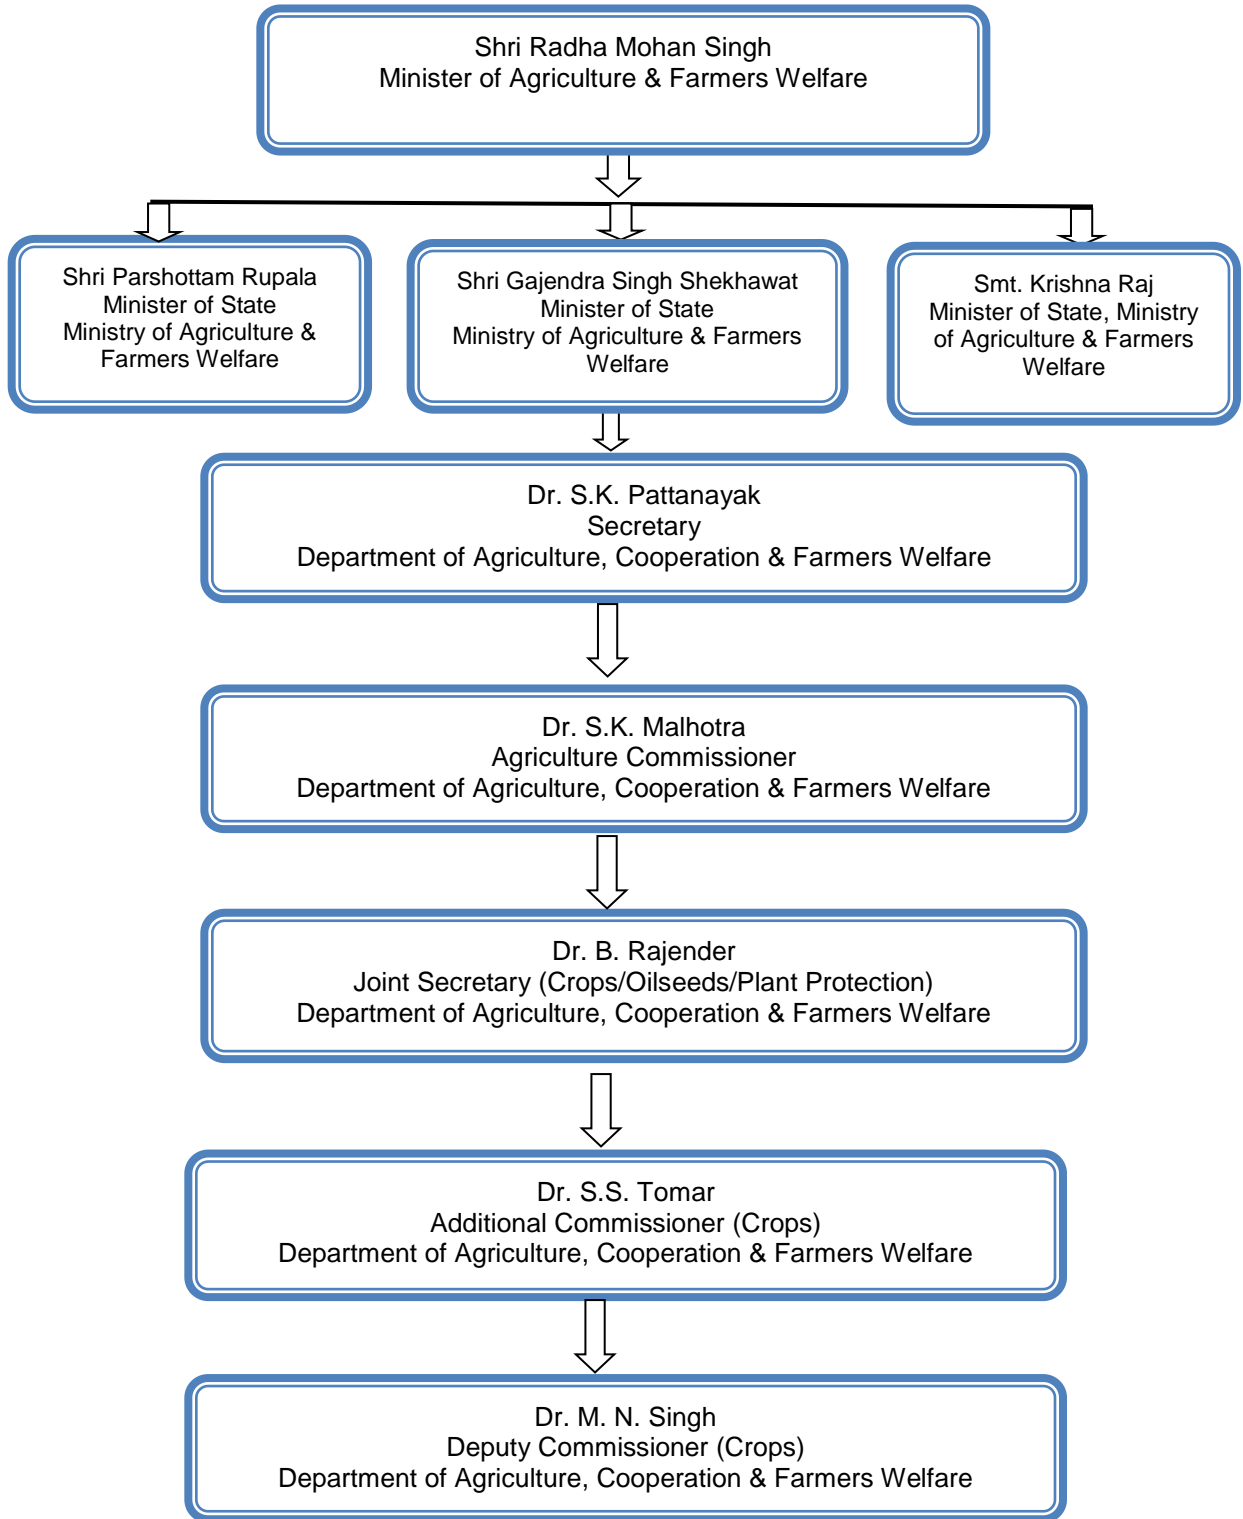 Shri Radha Mohan Singh
Minister of Agriculture & Farmers Welfare
Shri Parshottam Rupala
Minister of State
Ministry of Agriculture &
Farmers Welfare
Shri Gajendra Singh Shekhawat
Minister of State
Ministry of Agriculture & Farmers
Welfare
Smt. Krishna Raj
Minister of State, Ministry
of Agriculture & Farmers
Welfare
Dr. S.K. Pattanayak
Secretary
Department of Agriculture, Cooperation & Farmers Welfare
Dr. S.K. Malhotra
Agriculture Commissioner
Department of Agriculture, Cooperation & Farmers Welfare
Dr. B. Rajender
Joint Secretary (Crops/Oilseeds/Plant Protection)
Department of Agriculture, Cooperation & Farmers Welfare
Dr. S.S. Tomar
Additional Commissioner (Crops)
Department of Agriculture, Cooperation & Farmers Welfare
Dr. M. N. Singh
Deputy Commissioner (Crops)
Department of Agriculture, Cooperation & Farmers Welfare